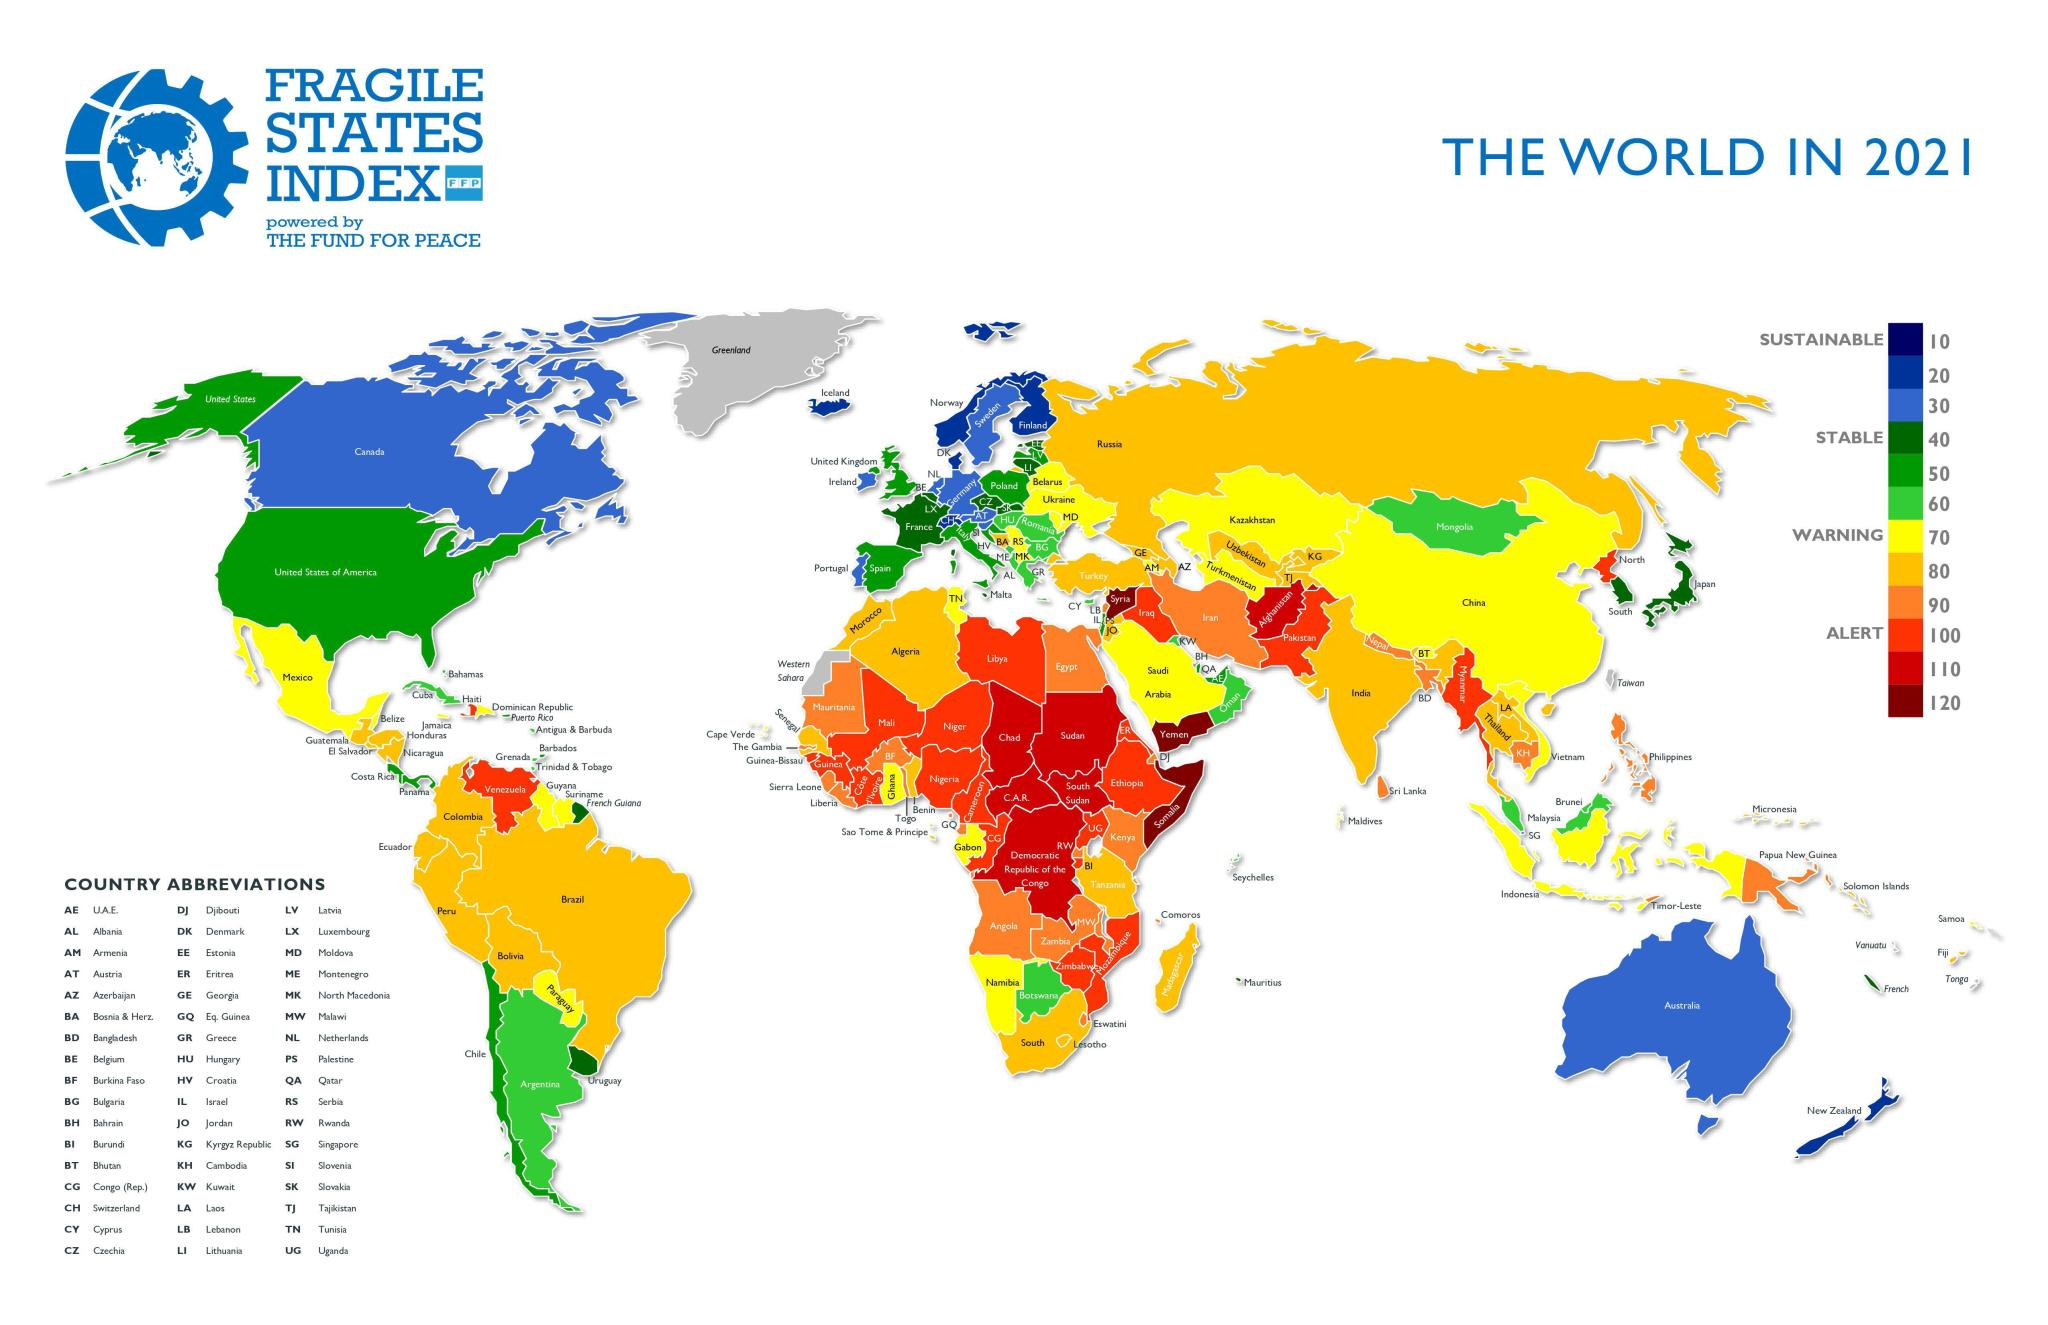 FRAGILE
STATES
INDEX
FFP
powered by
THE FUND FOR PEACE
THE WORLD IN 2021
SUSTAINABLE
10
20
30
STABLE
40
50
60
WARNING
70
80
90
ALERT
100
110
120
Greenland
United States
Canada
United States of America
Mexico
Bahamas
Cuba
Haiti
Dominican Republic
Puerto Rico
Jamaica
Belize
Antigua & Barbuda
Guatemala
Honduras
El Salvador
Nicaragua
Barbados
Grenada
Trinidad & Tobago
Costa Rica
Panama
Venezuela
Guyana
Suriname
French Guiana
Colombia
Ecuador
Peru
Brazil
Bolivia
Paraguay
Chile
Argentina
Uruguay
Iceland
Norway
Sweden
Finland
EE
LV
LI
DK
United Kingdom
Ireland
NL
BE
LX
Germany
Poland
Belarus
Ukraine
CZ
SK
MD
France
CH
AT
HU
Romania
SI
HV
BA
RS
BG
ME
MK
AL
GR
Italy
Portugal
Spain
Malta
Russia
Kazakhstan
Mongolia
Uzbekistan
KG
Turkmenistan
TJ
GE
AM
AZ
Turkey
CY
Syria
LB
IL
PS
JO
Iraq
Iran
Afghanistan
Pakistan
KW
BH
QA
AE
Oman
Saudi
Arabia
Yemen
China
North
South
Japan
Taiwan
Nepal
BT
India
BD
Myanmar
LA
Thailand
KH
Vietnam
Philippines
Sri Lanka
Maldives
Brunei
Malaysia
SG
Indonesia
Timor-Leste
Papua New Guinea
Micronesia
Solomon Islands
Samoa
Vanuatu
Fiji
Tonga
French
Australia
New Zealand
Morocco
Algeria
TN
Libya
Egypt
Western
Sahara
Mauritania
Mali
Niger
Chad
Sudan
ER
DJ
Cape Verde
Senegal
The Gambia
Guinea-Bissau
Guinea
Sierra Leone
Liberia
Côte
d'Ivoire
BF
Ghana
Togo
Benin
Nigeria
Cameroon
C.A.R.
South
Sudan
Ethiopia
Somalia
Sao Tome & Principe
GQ
Gabon
CG
Democratic
Republic of the
Congo
UG
RW
BI
Kenya
Tanzania
Seychelles
Comoros
Angola
Zambia
MW
Mozambique
Zimbabwe
Madagascar
Mauritius
Namibia
Botswana
South
Eswatini
Lesotho
COUNTRY ABBREVIATIONS
AE U.A.E.
AL Albania
AM Armenia
AT Austria
AZ Azerbaijan
BA Bosnia & Herz.
BD Bangladesh
BE Belgium
BF Burkina Faso
BG Bulgaria
BH Bahrain
BI Burundi
BT Bhutan
CG Congo (Rep.)
CH Switzerland
CY Cyprus
CZ Czechia
DJ Djibouti
DK Denmark
EE Estonia
ER Eritrea
GE Georgia
GQ Eq. Guinea
GR Greece
HU Hungary
HV Croatia
IL Israel
JO Jordan
KG Kyrgyz Republic
KH Cambodia
KW Kuwait
LA Laos
LB Lebanon
LI Lithuania
LV Latvia
LX Luxembourg
MD Moldova
ME Montenegro
MK North Macedonia
MW Malawi
NL Netherlands
PS Palestine
QA Qatar
RS Serbia
RW Rwanda
SG Singapore
SI Slovenia
SK Slovakia
TJ Tajikistan
TN Tunisia
UG Uganda